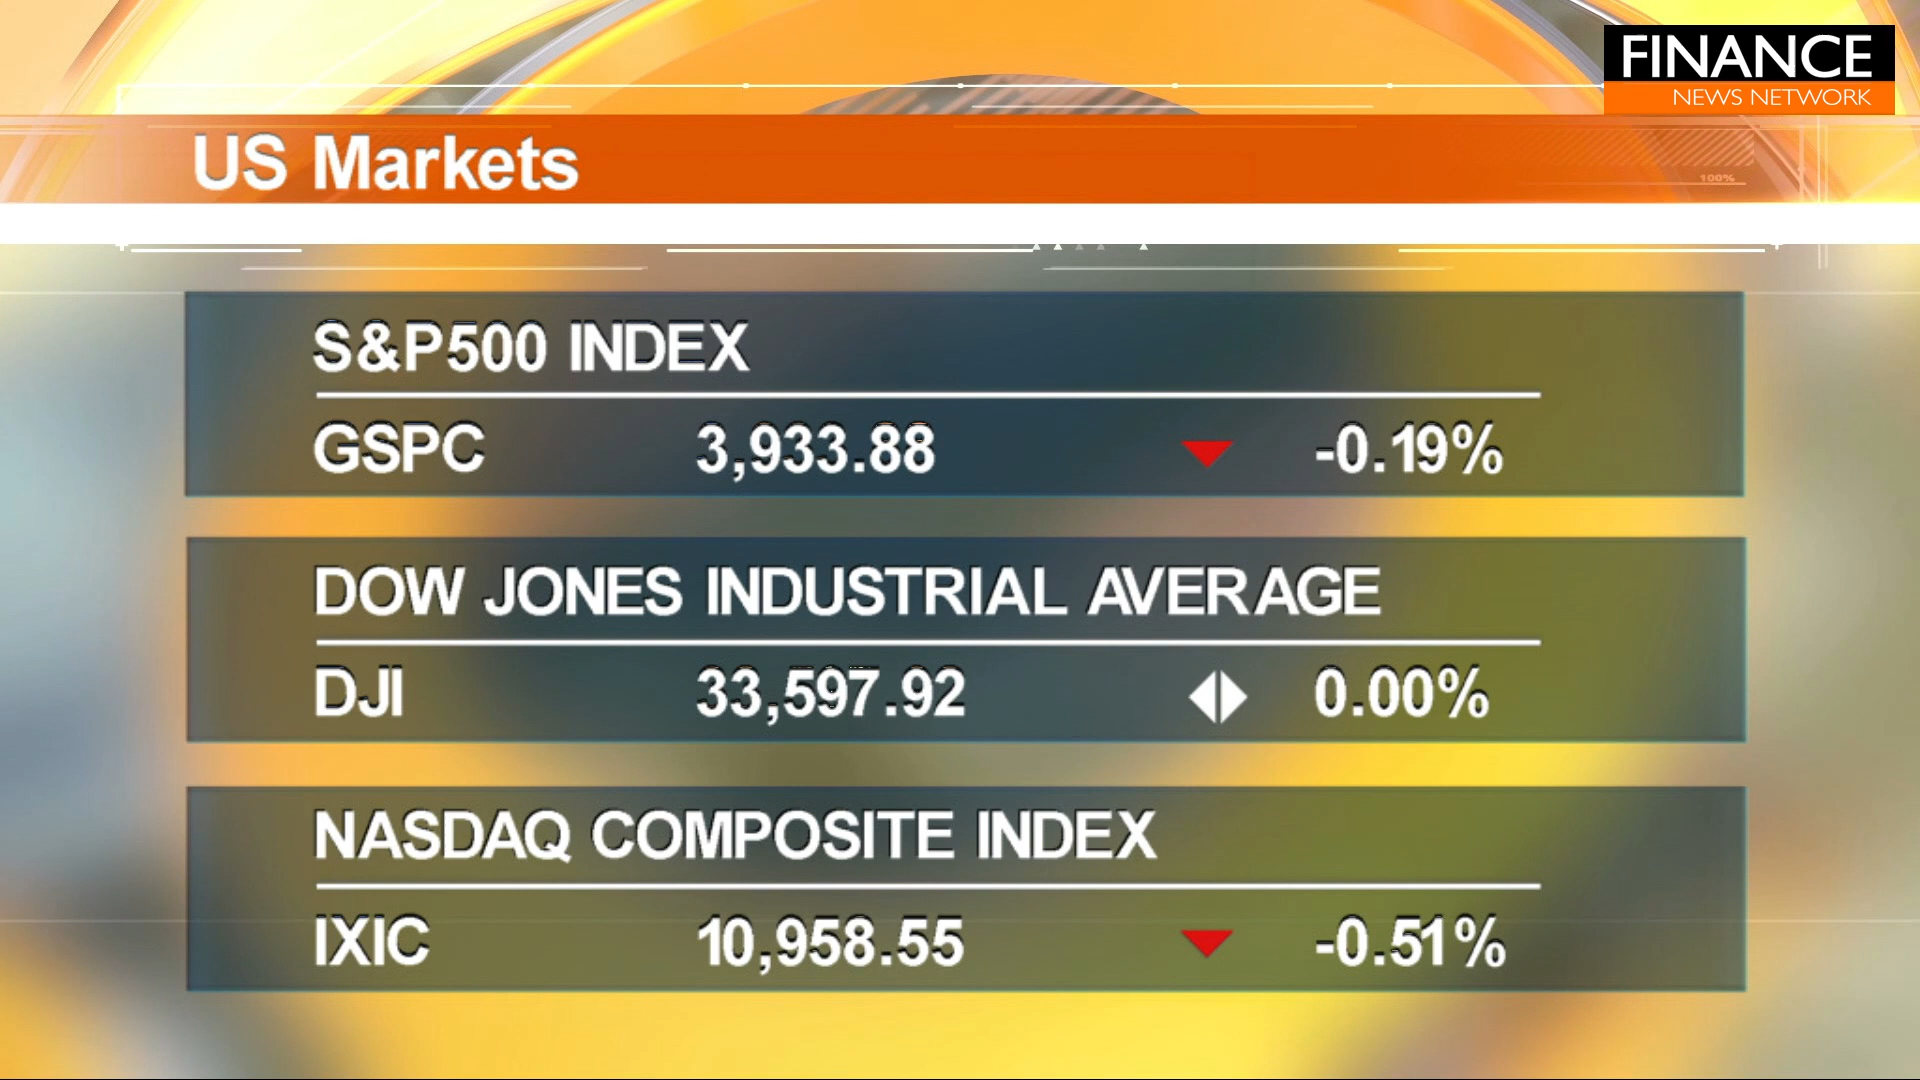 FINANCE
NEWS NETWORK
US Markets
100%
S&P500 INDEX
GSPC 3,933.88 -0.19%
DOW JONES INDUSTRIAL AVERAGE
DJI 33,597.92 0.00%
NASDAQ COMPOSITE INDEX
IXIC 10,958.55 -0.51%